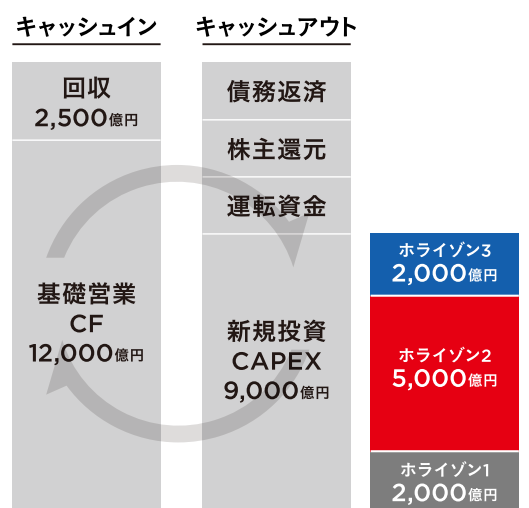 キャッシュイン
回収
2,500億円
基礎営業
CF
12,000億円
キャッシュアウト
債務返済
株主還元
運転資金
新規投資
CAPEX
9,000億円
ホライゾン3
2,000億円
ホライゾン2
5,000億円
ホライゾン1
2,000億円